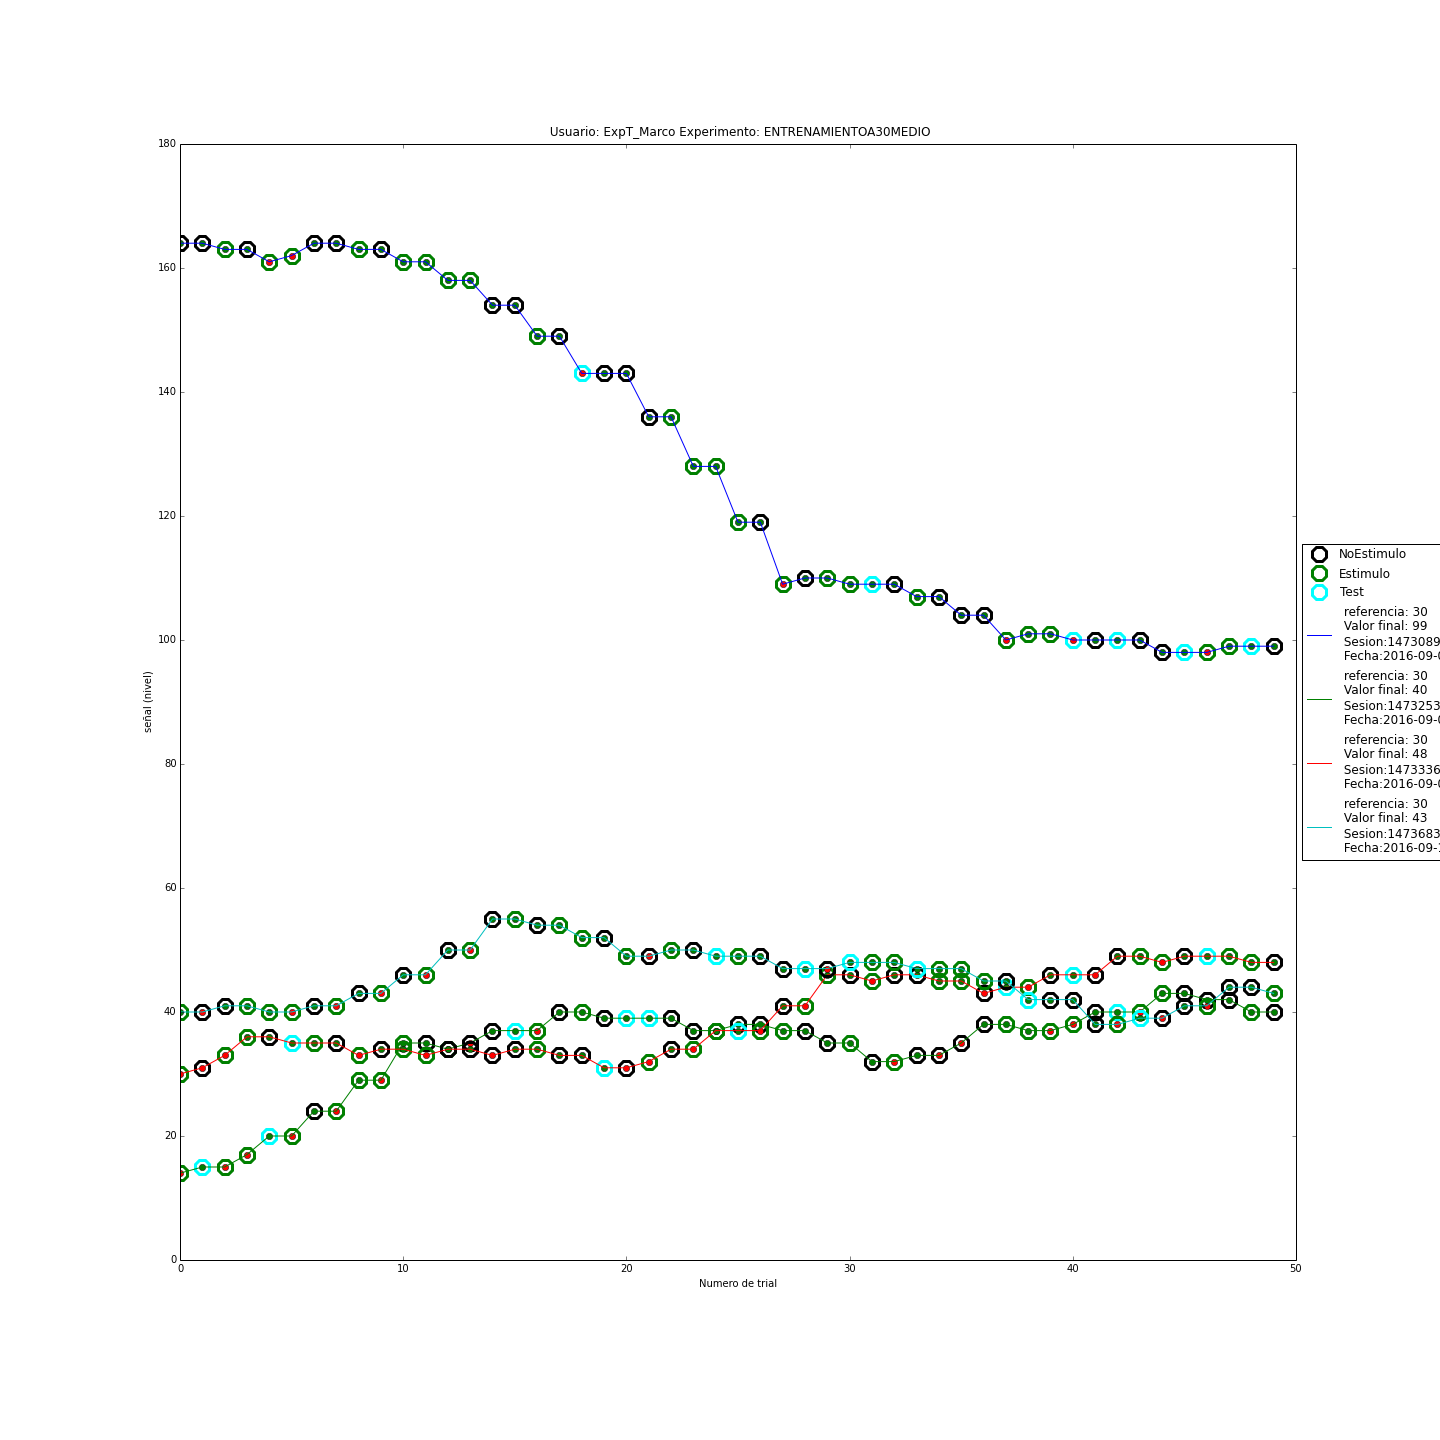 Usuario: ExpT_Marco Experimento: ENTRENAMIENTOA30MEDIO
180
160
140
120
100
80
60
40
20
0
señal (nivel)
0 10 20 30 40 50
Numero de trial
NoEstimulo
Estimulo
Test
referencia: 30
Valor final: 99
Sesion:1473089
Fecha:2016-09-0
referencia: 30
Valor final: 40
Sesion:1473253
Fecha:2016-09-0
referencia: 30
Valor final: 48
Sesion:1473336
Fecha:2016-09-0
referencia: 30
Valor final: 43
Sesion:1473683
Fecha:2016-09-1